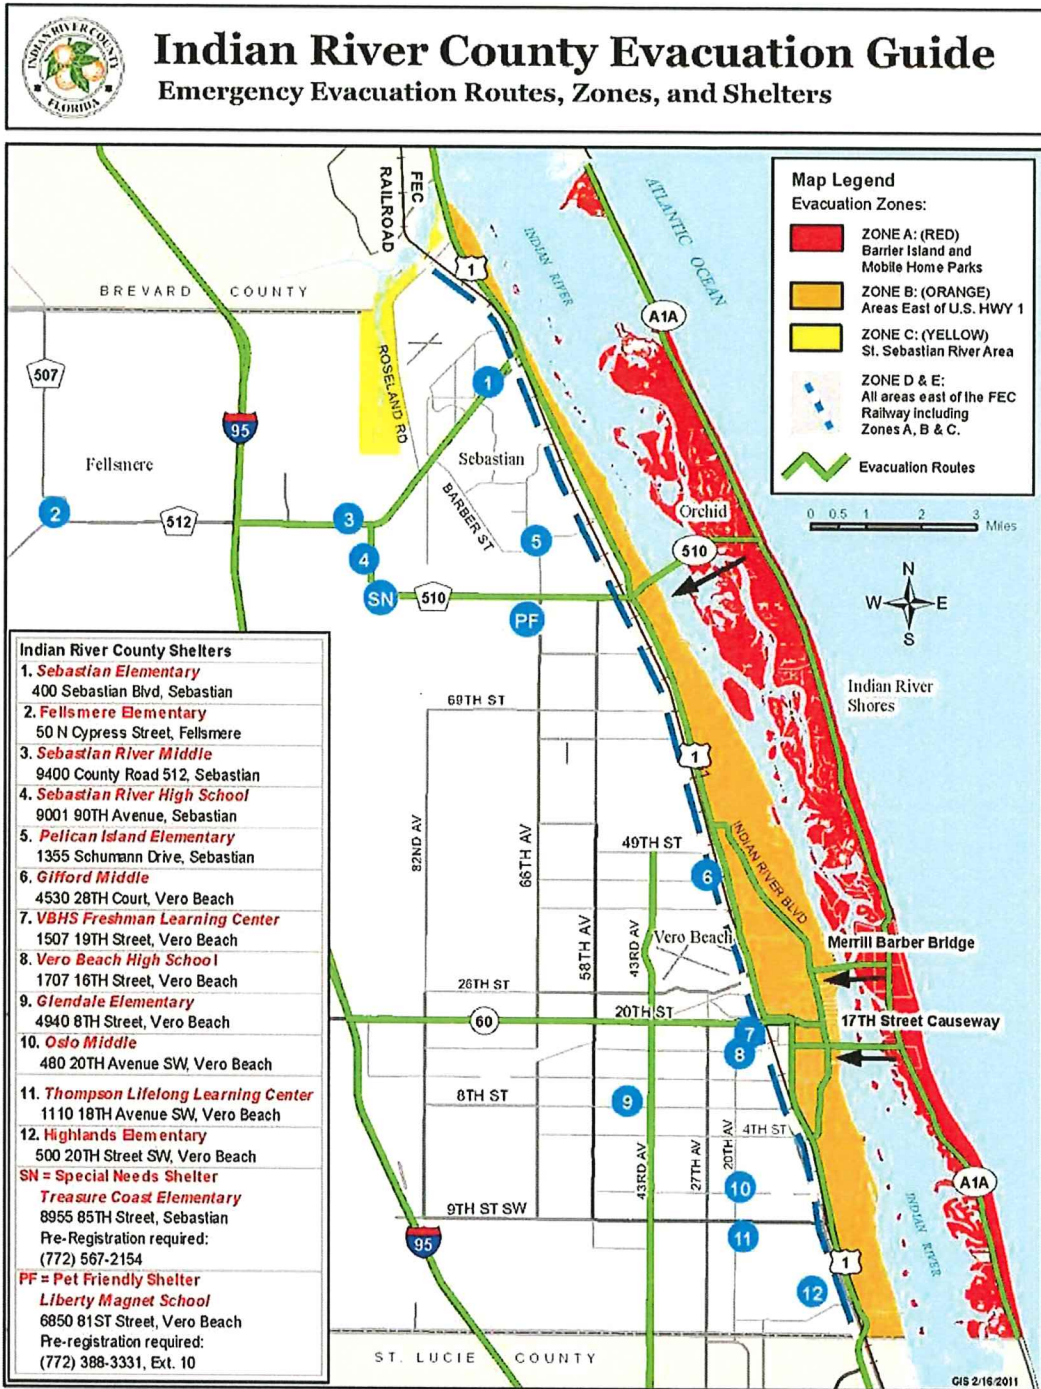 INDIAN RIVER COUNTY
FLORIDA
Indian River County Evacuation Guide
Emergency Evacuation Routes, Zones, and Shelters
Map Legend
Evacuation Zones:
ZONE A: (RED)
Barrier Island and
Mobile Home Parks
ZONE B: (ORANGE)
Areas East of U.S. HWY 1
ZONE C: (YELLOW)
St. Sebastian River Area
ZONE D & E:
All areas east of the FEC
Railway including
Zones A, B & C.
Evacuation Routes
0 0.5 1 2 3
Miles
N
W E
S
FEC
RAILROAD
ATLANTIC OCEAN
INDIAN RIVER
1
BREVARD COUNTY
A1A
507
ROSELAND RD
1
95
Fellsmere
Sebastian
BARBER ST
2
512
3
4
5
Orchid
510
SN
510
PF
Indian River
Shores
69TH ST
1
82ND AV
66TH AV
49TH ST
INDIAN RIVER BLVD
6
58TH AV
43RD AV
Vero Beach
Merrill Barber Bridge
26TH ST
20TH ST
60
17TH Street Causeway
7
8
8TH ST
9
4TH ST
43RD AV
27TH AV
20TH AV
10
A1A
9TH ST SW
11
95
INDIAN RIVER
1
12
ST. LUCIE COUNTY
GIS 2/16/2011
Indian River County Shelters
1. Sebastian Elementary
400 Sebastian Blvd, Sebastian
2. Fellsmere Elementary
50 N Cypress Street, Fellsmere
3. Sebastian River Middle
9400 County Road 512, Sebastian
4. Sebastian River High School
9001 90TH Avenue, Sebastian
5. Pelican Island Elementary
1355 Schumann Drive, Sebastian
6. Gifford Middle
4530 28TH Court, Vero Beach
7. VBHS Freshman Learning Center
1507 19TH Street, Vero Beach
8. Vero Beach High School
1707 16TH Street, Vero Beach
9. Glendale Elementary
4940 8TH Street, Vero Beach
10. Oslo Middle
480 20TH Avenue SW, Vero Beach
11. Thompson Lifelong Learning Center
1110 18TH Avenue SW, Vero Beach
12. Highlands Elementary
500 20TH Street SW, Vero Beach
SN = Special Needs Shelter
Treasure Coast Elementary
8955 85TH Street, Sebastian
Pre-Registration required:
(772) 567-2154
PF = Pet Friendly Shelter
Liberty Magnet School
6850 81ST Street, Vero Beach
Pre-registration required:
(772) 388-3331, Ext. 10